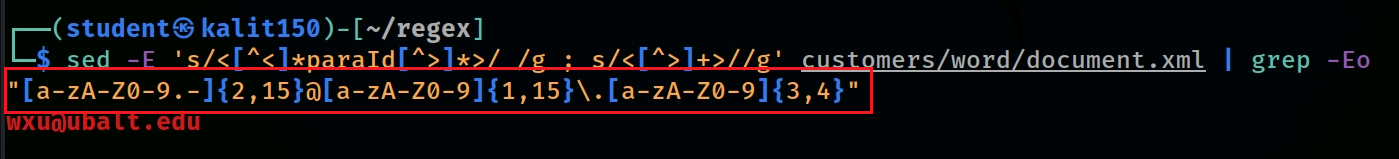 (student㉿kalit150)-[~/regex]
$ sed -E 's/<[^<]*paraId[^>]*>/ /g ; s/<[^>]+>//g' customers/word/document.xml | grep -Eo
"[a-zA-Z0-9.-]{2,15}@[a-zA-Z0-9]{1,15}\.[a-zA-Z0-9]{3,4}"
wxu@ubalt.edu